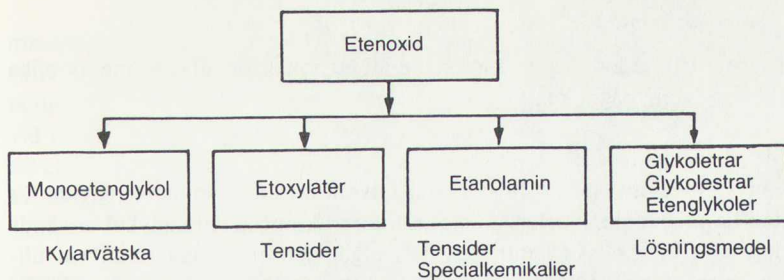 Etenoxid
Monoetenglykol
Etoxylater
Etanolamin
Glykoletrar
Glykolestrar
Etenglykoler
Kylarvätska
Tensider
Tensider
Specialkemikalier
Lösningsmedel